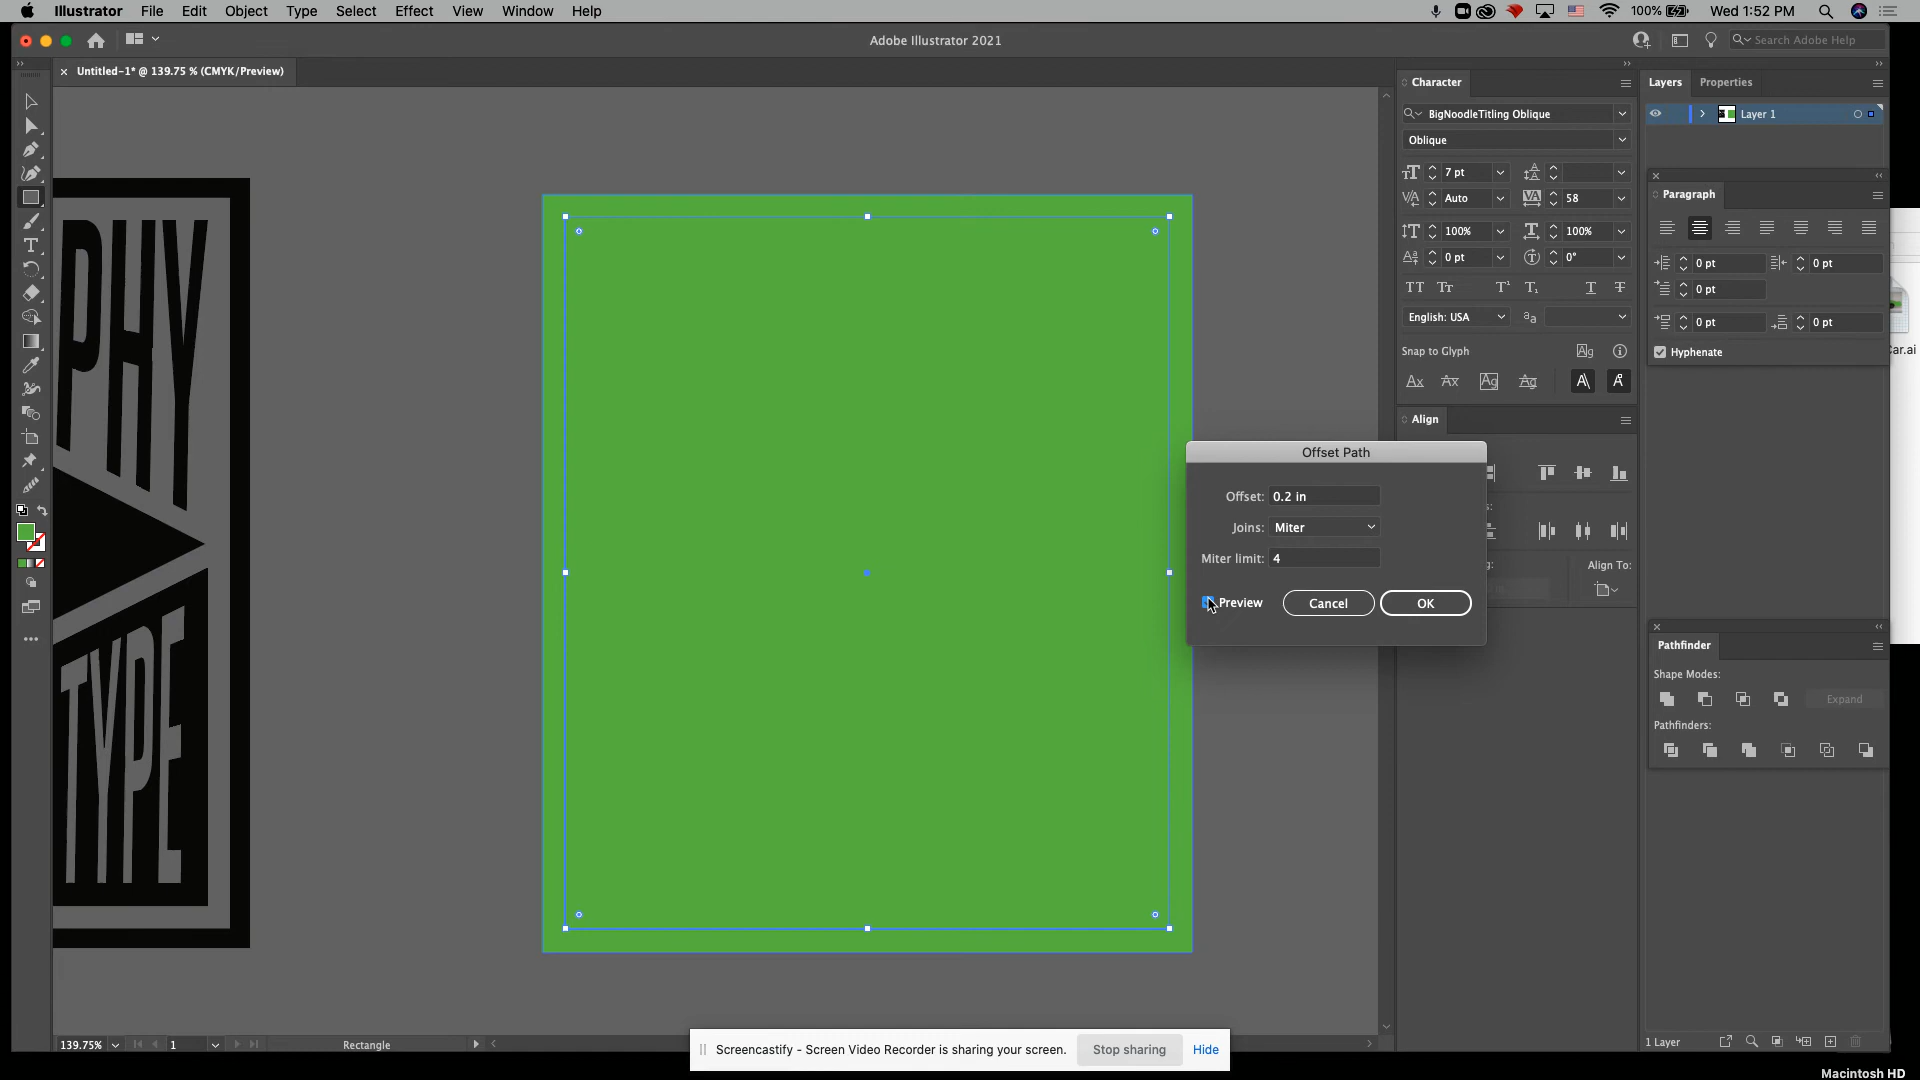 Illustrator File Edit Object Type Select Effect View Window Help
100% Wed 1:52 PM
Adobe Illustrator 2021
Search Adobe Help
× Untitled-1* @ 139.75 % (CMYK/Preview)
PHY
TYPE
Character
BigNoodleTitling Oblique
Oblique
7 pt
Auto 58
100% 100%
0 pt 0°
English: USA
Snap to Glyph
Align
Align To:
Layers Properties
Layer 1
Paragraph
0 pt 0 pt
0 pt
0 pt 0 pt
Hyphenate
Car.ai
Offset Path
Offset: 0.2 in
Joins: Miter
Miter limit: 4
Preview Cancel OK
Pathfinder
Shape Modes:
Expand
Pathfinders:
139.75% 1 Rectangle
Screencastify - Screen Video Recorder is sharing your screen. Stop sharing Hide
1 Layer
Macintosh HD